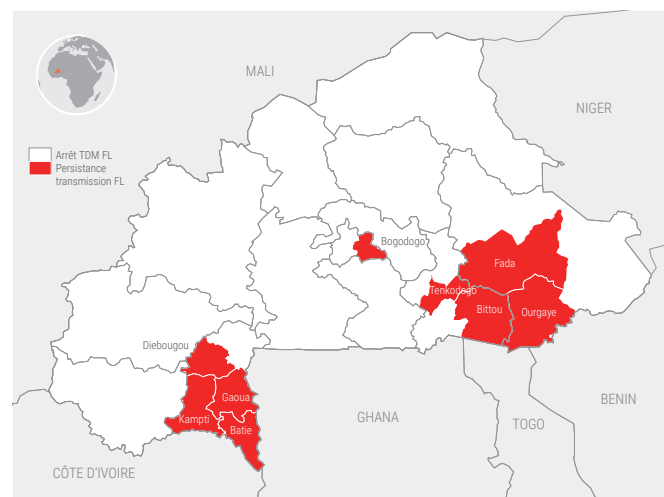 MALI
NIGER
Arrêt TDM FL
Persistance
transmission FL
Bogodogo
Fada
Tenkodogo
Bittou
Ourgaye
Diebougou
Gaoua
Kampti
Batie
GHANA
TOGO
BENIN
CÔTE D'IVOIRE